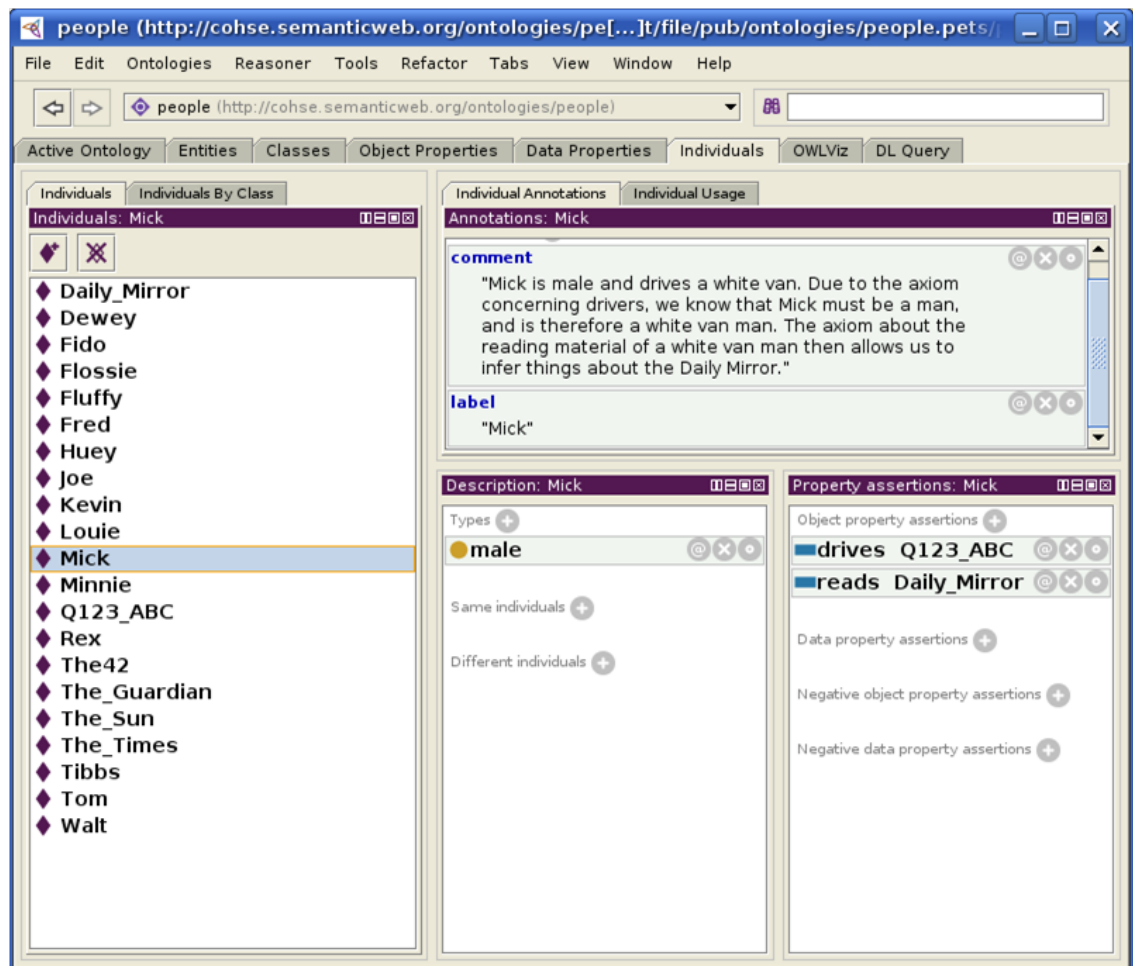 people (http://cohse.semanticweb.org/ontologies/pe[...]t/file/pub/ontologies/people.pets/
File Edit Ontologies Reasoner Tools Refactor Tabs View Window Help
people (http://cohse.semanticweb.org/ontologies/people)
Active Ontology Entities Classes Object Properties Data Properties Individuals OWLViz DL Query
Individuals Individuals By Class
Individuals: Mick
Daily_Mirror
Dewey
Fido
Flossie
Fluffy
Fred
Huey
Joe
Kevin
Louie
Mick
Minnie
Q123_ABC
Rex
The42
The_Guardian
The_Sun
The_Times
Tibbs
Tom
Walt
Individual Annotations Individual Usage
Annotations: Mick
comment
"Mick is male and drives a white van. Due to the axiom
concerning drivers, we know that Mick must be a man,
and is therefore a white van man. The axiom about the
reading material of a white van man then allows us to
infer things about the Daily Mirror."
label
"Mick"
Description: Mick
Types
male
Same individuals
Different individuals
Property assertions: Mick
Object property assertions
drives Q123_ABC
reads Daily_Mirror
Data property assertions
Negative object property assertions
Negative data property assertions